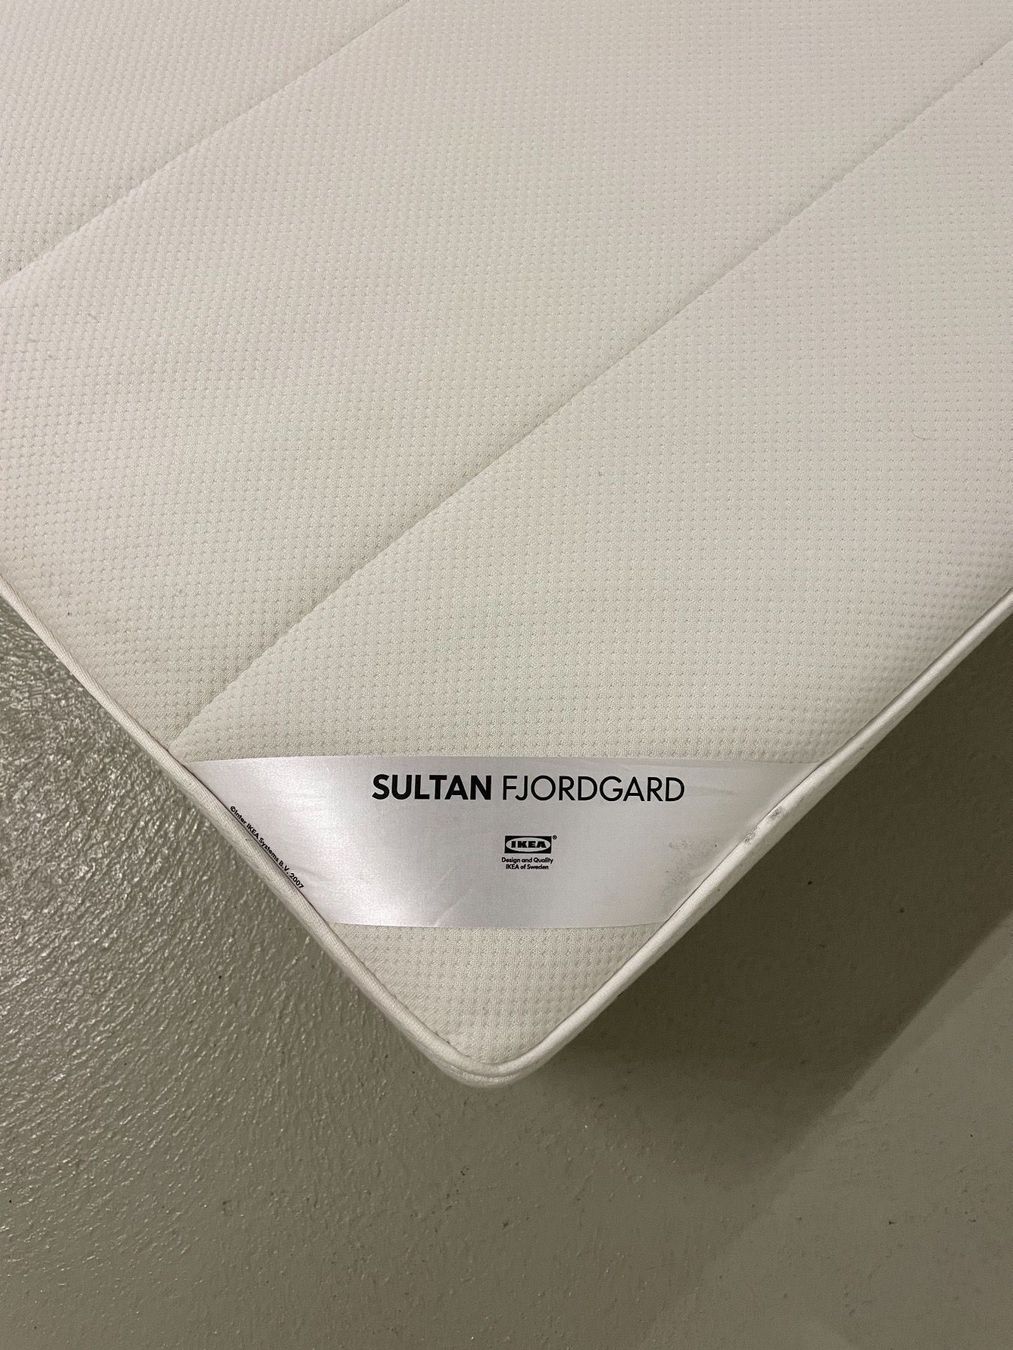 SULTAN FJORDGARD
IKEA®
Design and Quality
IKEA of Sweden
©Inter IKEA Systems B.V. 2007